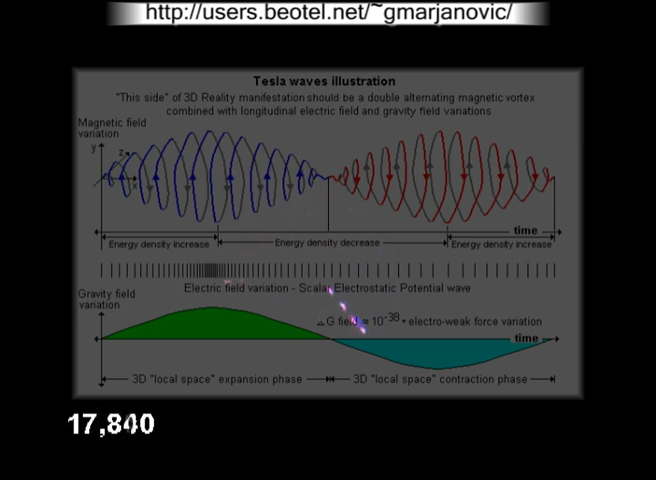 http://users.beotel.net/~gmarjanovic/
Tesla waves illustration
"This side" of 3D Reality manifestation should be a double alternating magnetic vortex
combined with longitudinal electric field and gravity field variations
Magnetic field
variation
y
z
x
time
Energy density increase
Energy density decrease
Energy density increase
Electric field variation - Scalar Electrostatic Potential wave
Gravity field
variation
△G field ≈ 10-38 * electro-weak force variation
time
3D "local space" expansion phase
3D "local space" contraction phase
17,840